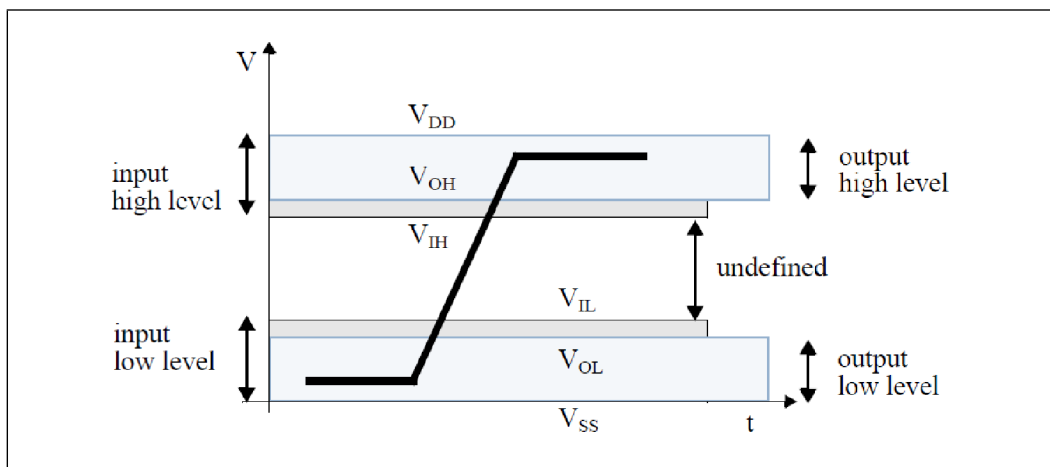 V
V_DD
input
high level
V_OH
output
high level
V_IH
undefined
V_IL
input
low level
V_OL
output
low level
V_SS
t